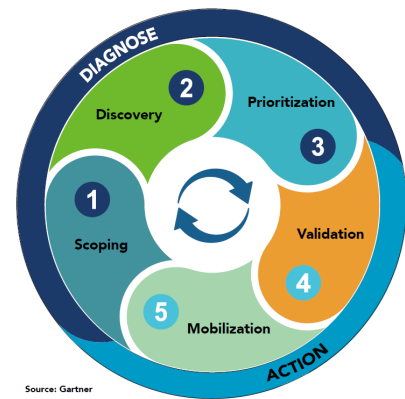 DIAGNOSE
2
Discovery
Prioritization
3
1
Scoping
Validation
4
5
Mobilization
ACTION
Source: Gartner